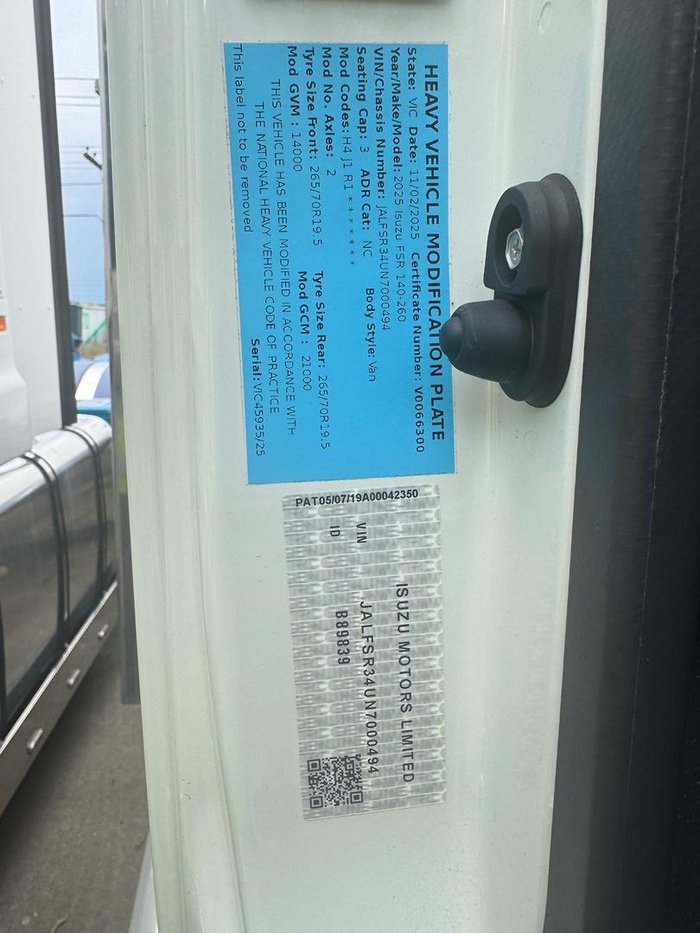 HEAVY VEHICLE MODIFICATION PLATE
State: VIC Date: 11/02/2025 Certificate Number: V0066300
Year/Make/Model: 2025 Isuzu FSR 140-260
VIN/Chassis Number: JALFSR34UN7000494
Seating Cap: 3 ADR Cat: NC Body Style: Van
Mod Codes: H4 J1 R1 * * * * * * *
Mod No. Axles: 2
Tyre Size Front: 265/70R19.5 Tyre Size Rear: 265/70R19.5
Mod GVM : 14000 Mod GCM : 21000
THIS VEHICLE HAS BEEN MODIFIED IN ACCORDANCE WITH
THE NATIONAL HEAVY VEHICLE CODE OF PRACTICE
This label not to be removed Serial: VIC45935/25
ISUZU MOTORS LIMITED
VIN JALFSR34UN7000494
ID B89839
PAT05/07/19A00042350